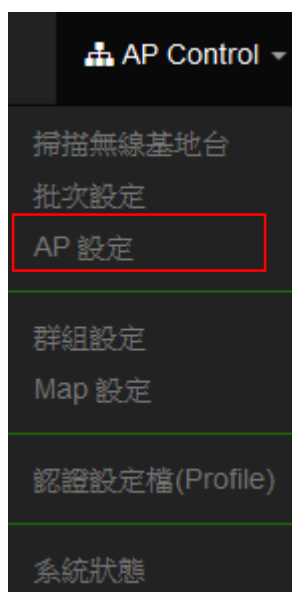 AP Control
掃描無線基地台
批次設定
AP 設定
群組設定
Map 設定
認證設定檔(Profile)
系統狀態